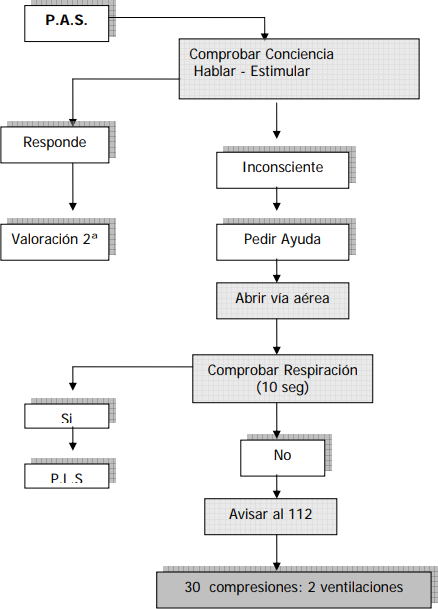 P.A.S.
Comprobar Conciencia
Hablar - Estimular
Responde
Inconsciente
Valoración 2ª
Pedir Ayuda
Abrir vía aérea
Comprobar Respiración
(10 seg)
Si
No
P.L.S
Avisar al 112
30 compresiones: 2 ventilaciones